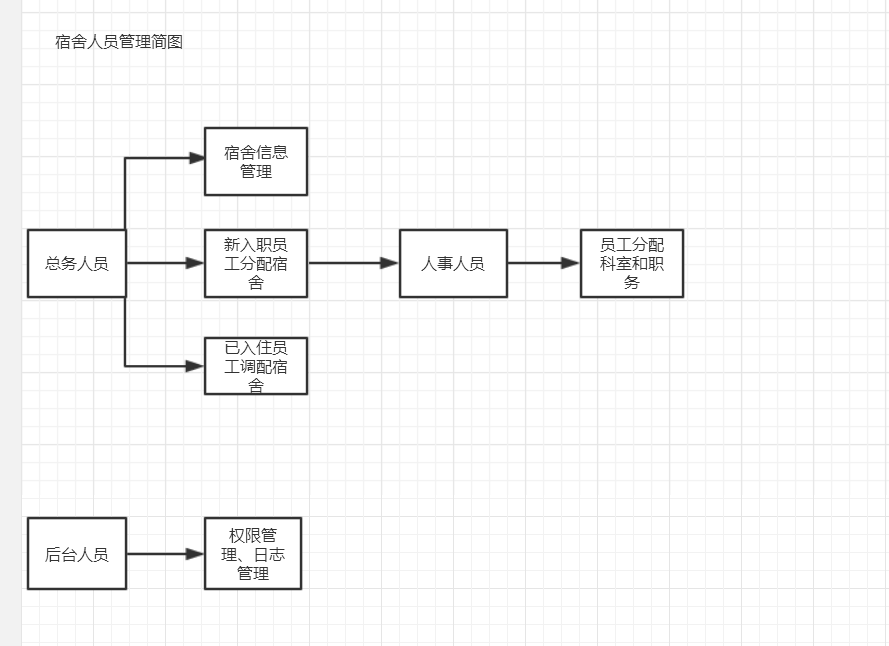 宿舍人员管理简图
宿舍信息
管理
总务人员
新入职员
工分配宿
舍
人事人员
员工分配
科室和职
务
已入住员
工调配宿
舍
后台人员
权限管
理、日志
管理